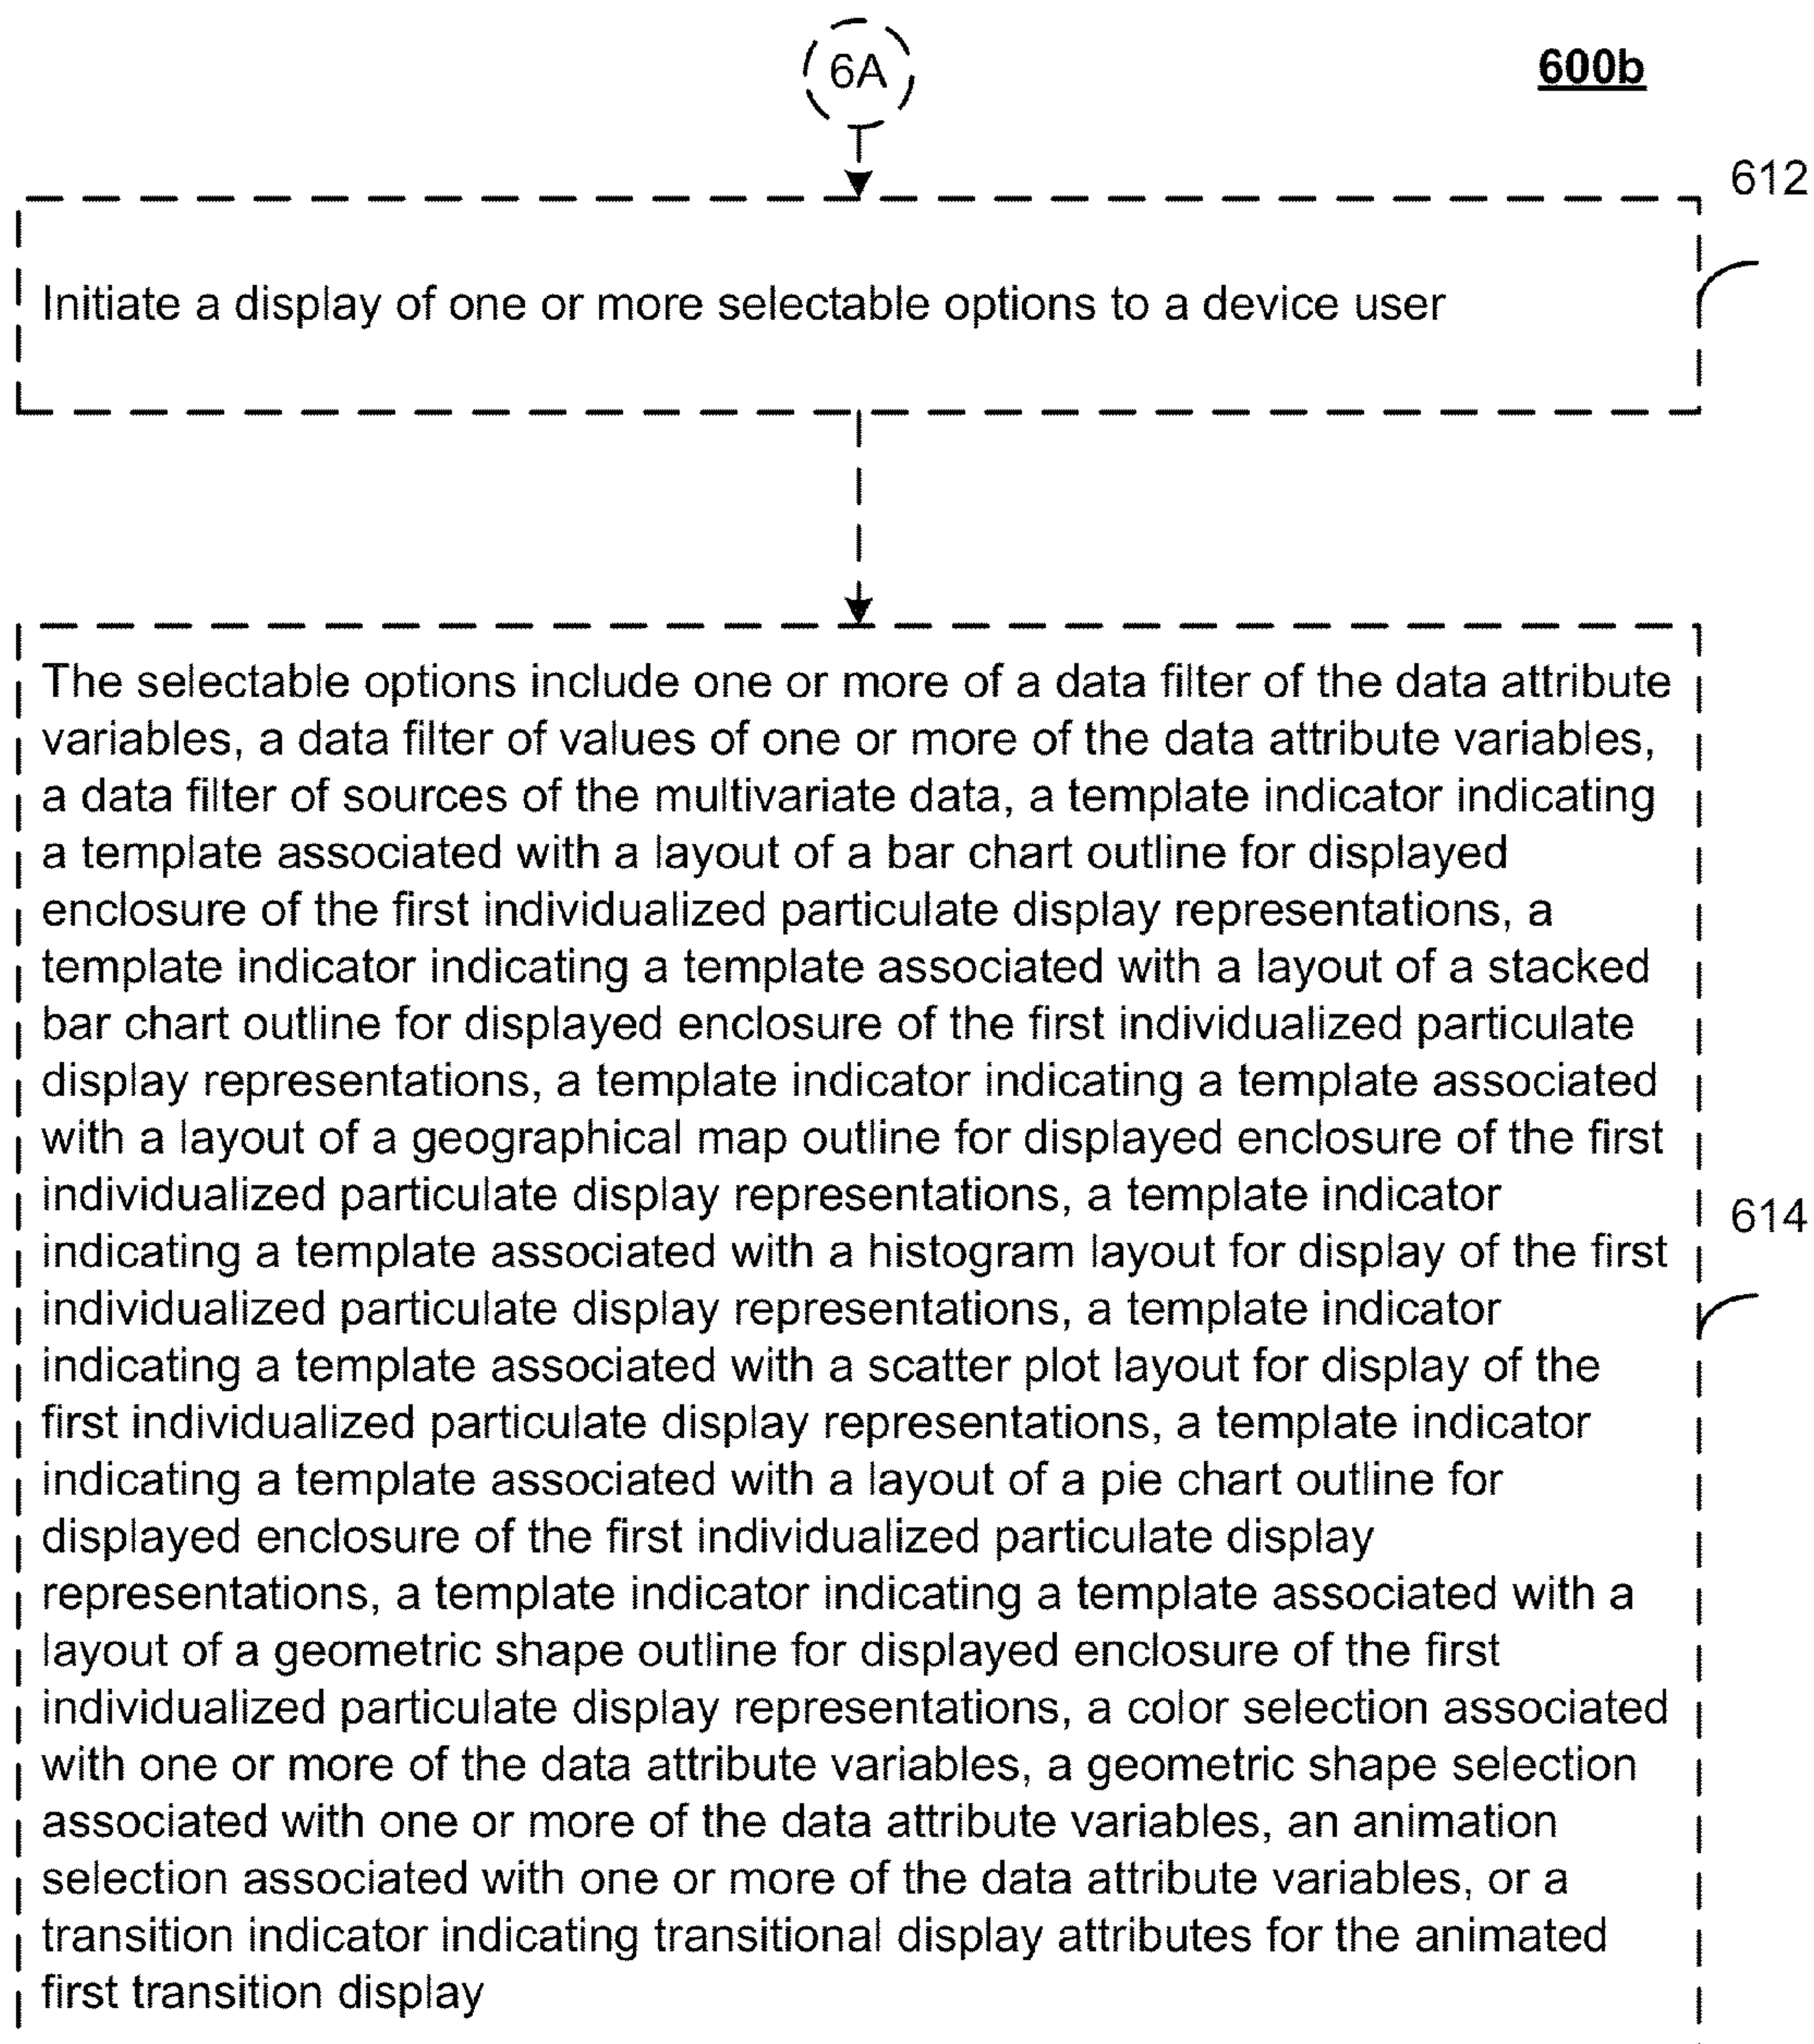 6A
600b
612
Initiate a display of one or more selectable options to a device user
The selectable options include one or more of a data filter of the data attribute
variables, a data filter of values of one or more of the data attribute variables,
a data filter of sources of the multivariate data, a template indicator indicating
a template associated with a layout of a bar chart outline for displayed
enclosure of the first individualized particulate display representations, a
template indicator indicating a template associated with a layout of a stacked
bar chart outline for displayed enclosure of the first individualized particulate
display representations, a template indicator indicating a template associated
with a layout of a geographical map outline for displayed enclosure of the first
individualized particulate display representations, a template indicator
indicating a template associated with a histogram layout for display of the first
individualized particulate display representations, a template indicator
indicating a template associated with a scatter plot layout for display of the
first individualized particulate display representations, a template indicator
indicating a template associated with a layout of a pie chart outline for
displayed enclosure of the first individualized particulate display
representations, a template indicator indicating a template associated with a
layout of a geometric shape outline for displayed enclosure of the first
individualized particulate display representations, a color selection associated
with one or more of the data attribute variables, a geometric shape selection
associated with one or more of the data attribute variables, an animation
selection associated with one or more of the data attribute variables, or a
transition indicator indicating transitional display attributes for the animated
first transition display
614